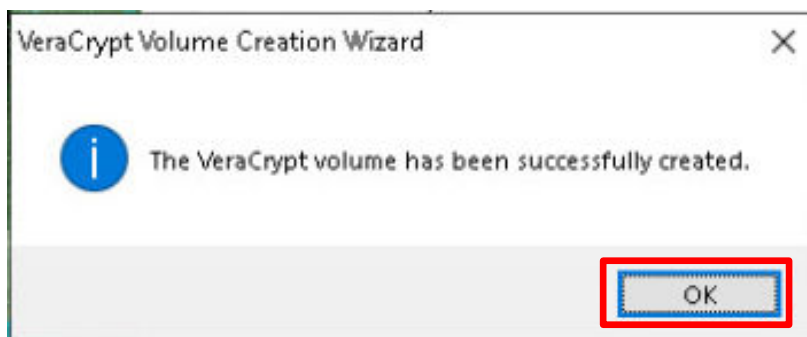 VeraCrypt Volume Creation Wizard
The VeraCrypt volume has been successfully created.
OK